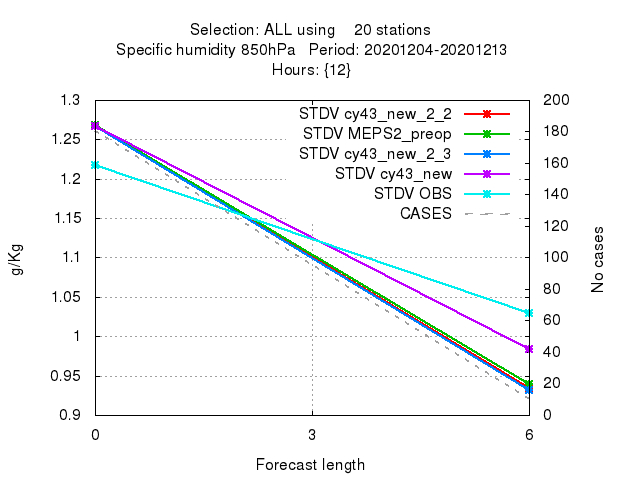 Selection: ALL using    20 stations
Specific humidity 850hPa   Period: 20201204-20201213
Hours: {12}
1.3
1.25
1.2
1.15
1.1
1.05
1
0.95
0.9
g/Kg
STDV cy43_new_2_2
STDV MEPS2_preop
STDV cy43_new_2_3
STDV cy43_new
STDV OBS
CASES
200
180
160
140
120
100
80
60
40
20
0
No cases
0 3 6
Forecast length